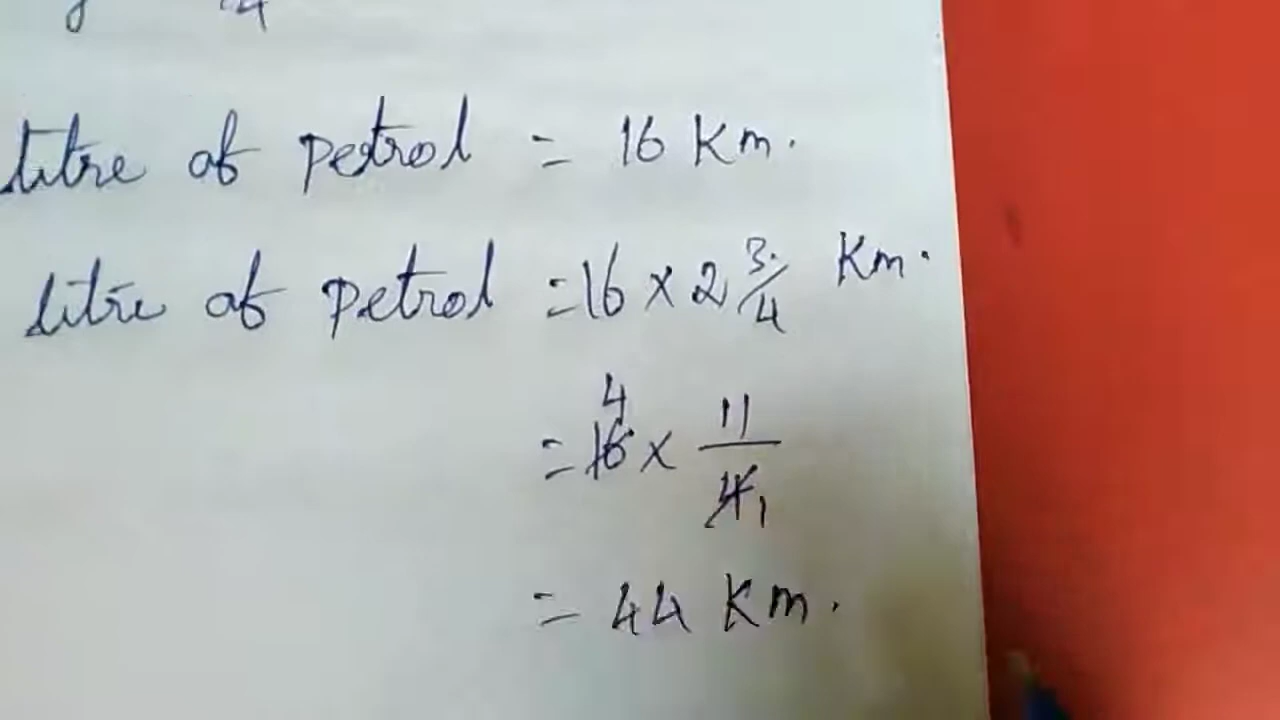 litre of petrol = 16 Km.
litre of petrol = 16 x 2 3/4 Km.
= 16 4 x 11/4 1
= 44 Km.